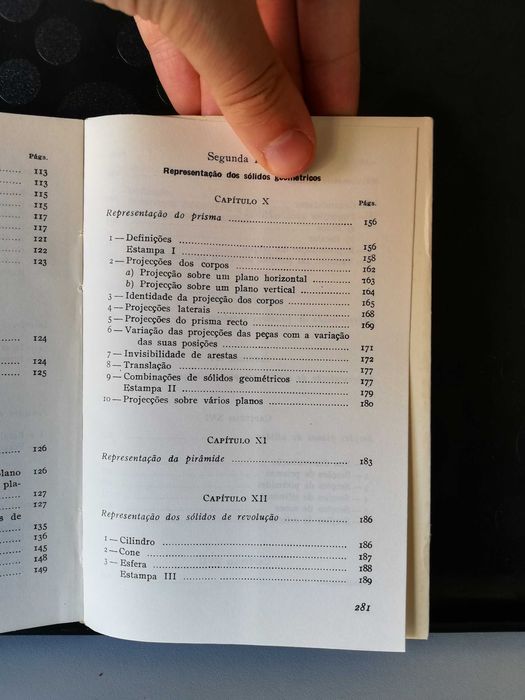 Págs.
113
113
115
115
117
117
121
122
123
124
124
125
126
plano 126
pla-
127
127
s de
135
136
145
148
149
Segunda
Representação dos sólidos geométricos
CAPÍTULO X
Págs.
Representação do prisma 156
1 — Definições 156
Estampa I 158
2 — Projecções dos corpos 162
a) Projecção sobre um plano horizontal 163
b) Projecção sobre um plano vertical 164
3 — Identidade da projecção dos corpos 165
4 — Projecções laterais 168
5 — Projecções do prisma recto 169
6 — Variação das projecções das peças com a variação
das suas posições 171
7 — Invisibilidade de arestas 172
8 — Translação 177
9 — Combinações de sólidos geométricos 177
Estampa II 179
10 — Projecções sobre vários planos 180
CAPÍTULO XI
Representação da pirâmide 183
CAPÍTULO XII
Representação dos sólidos de revolução 186
1 — Cilindro 186
2 — Cone 187
3 — Esfera 188
Estampa III 189
281